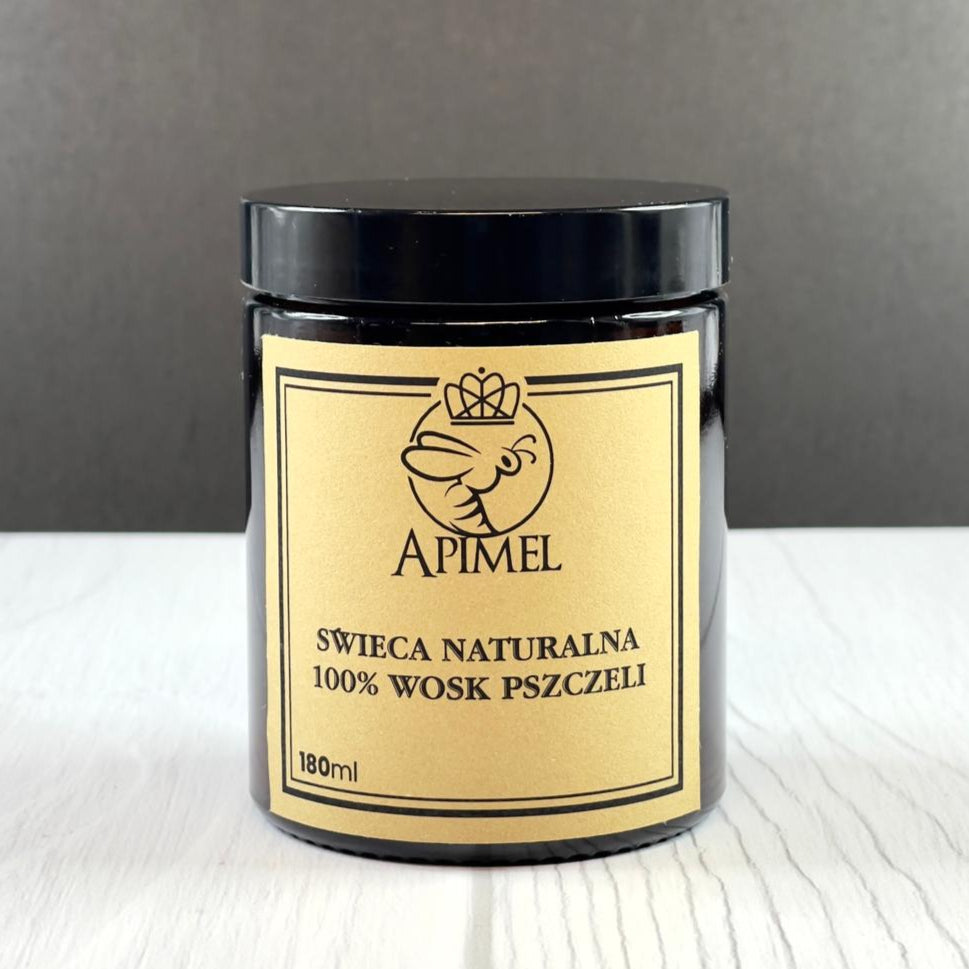 APIMEL
ŚWIECA NATURALNA
100% WOSK PSZCZELI
180ml